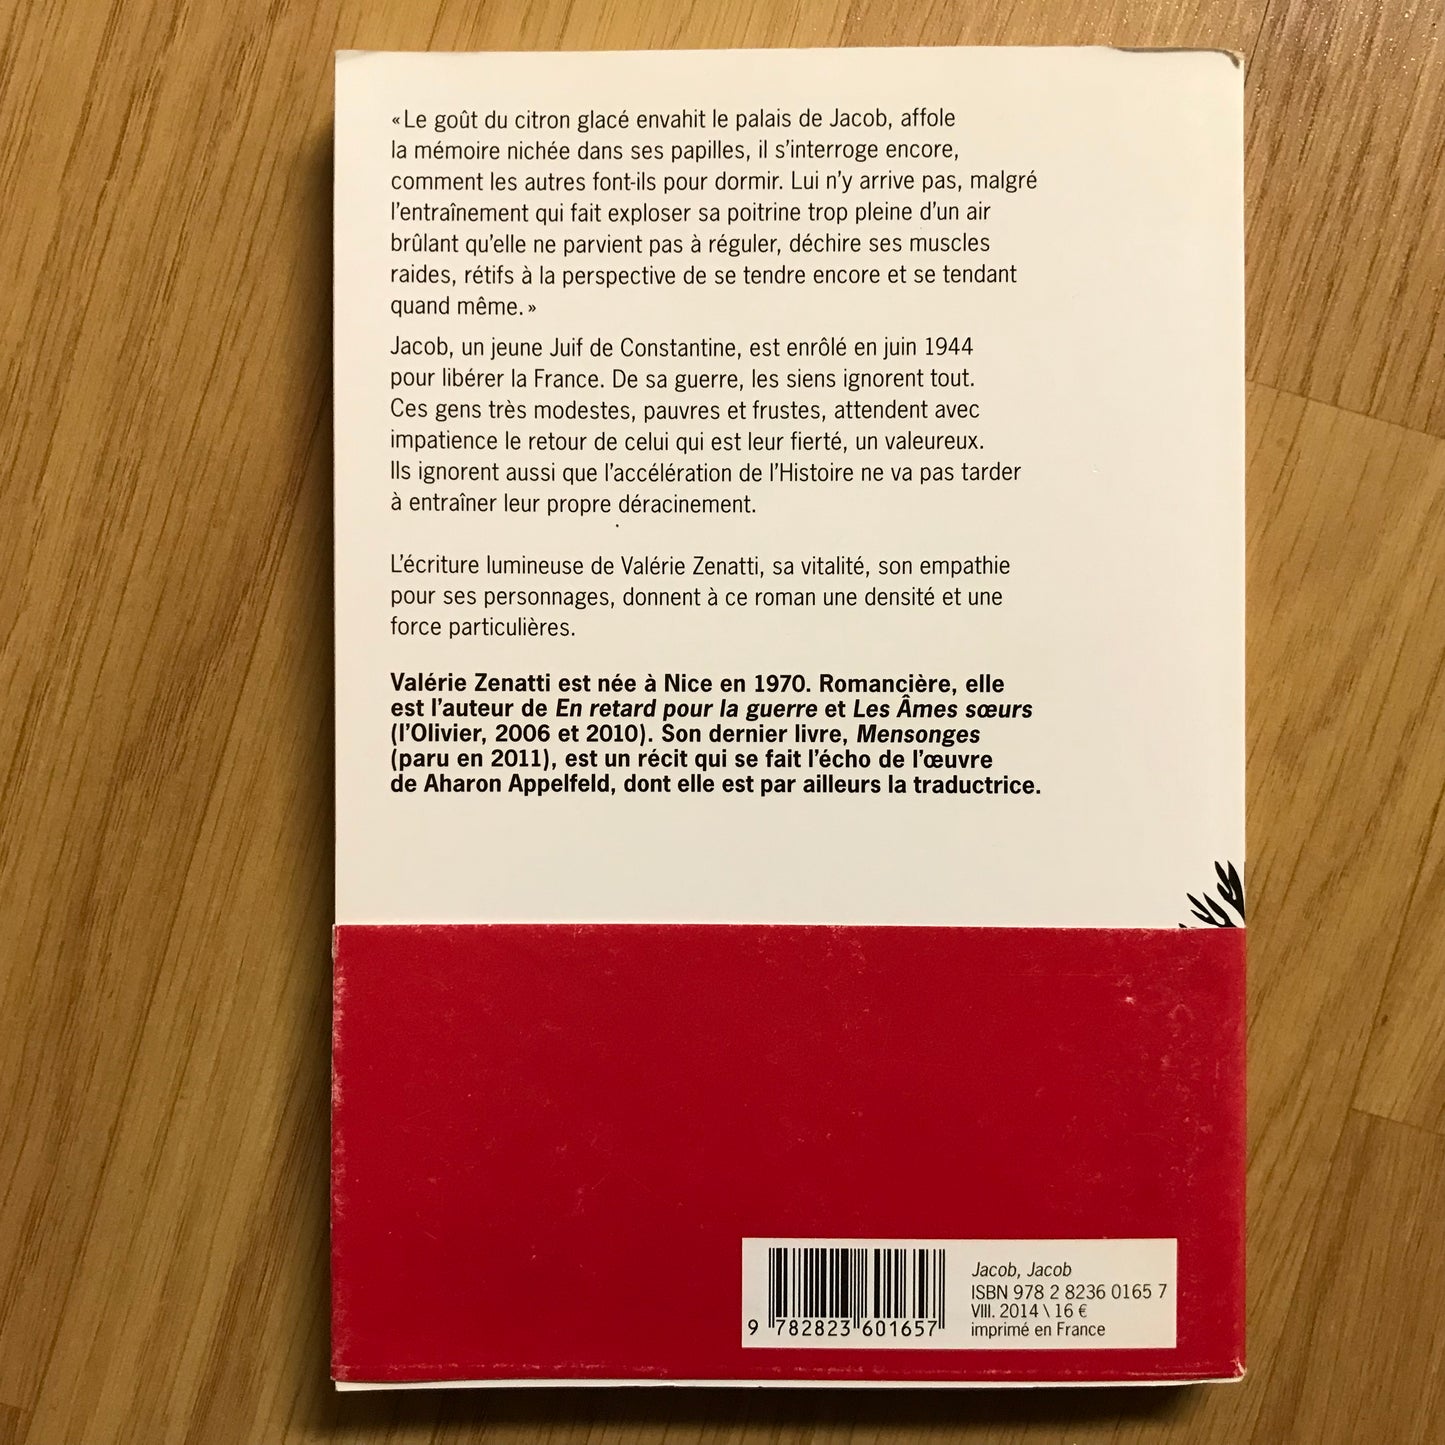 « Le goût du citron glacé envahit le palais de Jacob, affole
la mémoire nichée dans ses papilles, il s'interroge encore,
comment les autres font-ils pour dormir. Lui n'y arrive pas, malgré
l'entraînement qui fait exploser sa poitrine trop pleine d'un air
brûlant qu'elle ne parvient pas à réguler, déchire ses muscles
raides, rétifs à la perspective de se tendre encore et se tendant
quand même. »
Jacob, un jeune Juif de Constantine, est enrôlé en juin 1944
pour libérer la France. De sa guerre, les siens ignorent tout.
Ces gens très modestes, pauvres et frustes, attendent avec
impatience le retour de celui qui est leur fierté, un valeureux.
Ils ignorent aussi que l'accélération de l'Histoire ne va pas tarder
à entraîner leur propre déracinement.
L'écriture lumineuse de Valérie Zenatti, sa vitalité, son empathie
pour ses personnages, donnent à ce roman une densité et une
force particulières.
Valérie Zenatti est née à Nice en 1970. Romancière, elle
est l'auteur de En retard pour la guerre et Les Âmes sœurs
(l'Olivier, 2006 et 2010). Son dernier livre, Mensonges
(paru en 2011), est un récit qui se fait l'écho de l'œuvre
de Aharon Appelfeld, dont elle est par ailleurs la traductrice.
Jacob, Jacob
ISBN 978 2 8236 0165 7
VIII. 2014 \ 16 €
imprimé en France
9 782823 601657